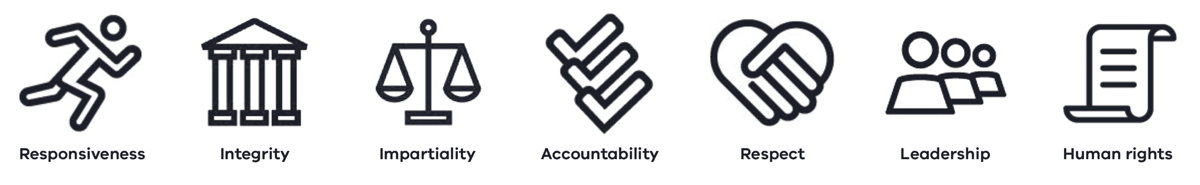 Responsiveness
Integrity
Impartiality
Accountability
Respect
Leadership
Human rights